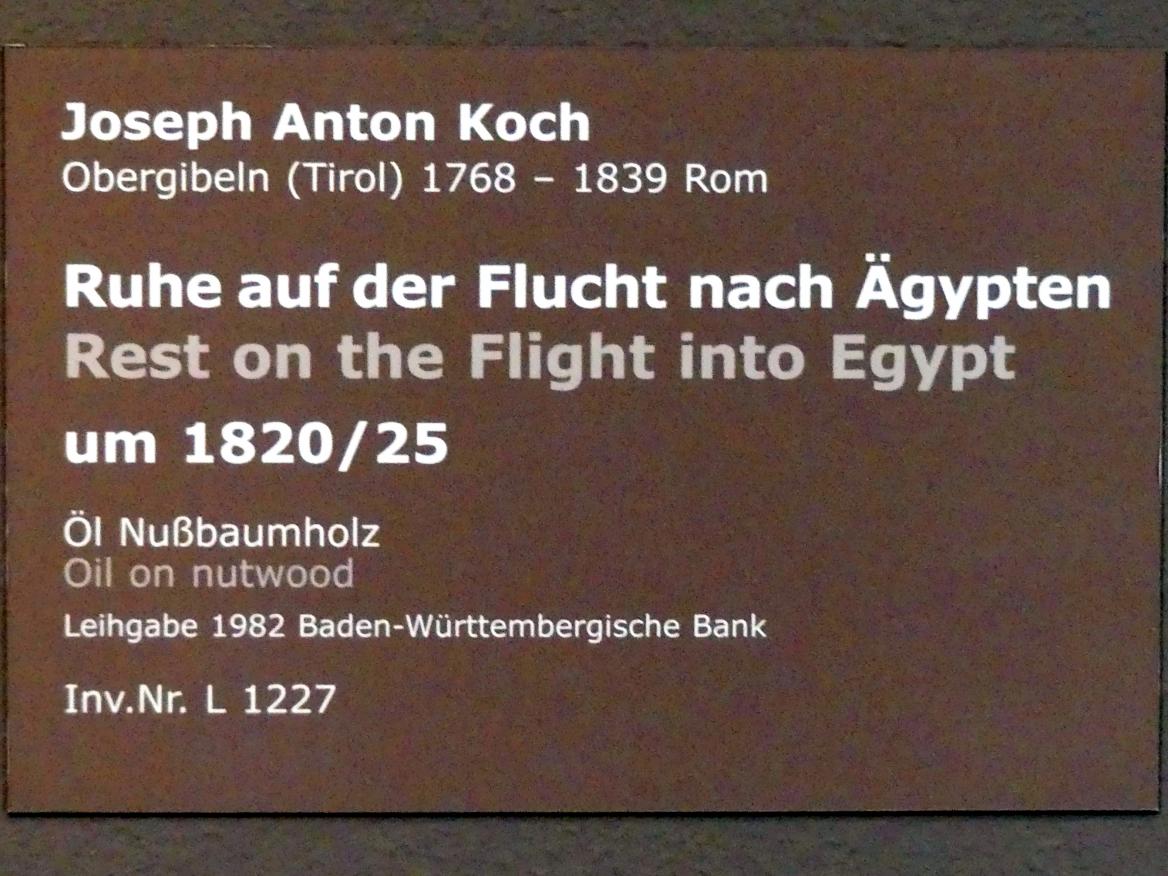 Joseph Anton Koch
Obergibeln (Tirol) 1768 – 1839 Rom
Ruhe auf der Flucht nach Ägypten
Rest on the Flight into Egypt
um 1820/25
Öl Nußbaumholz
Oil on nutwood
Leihgabe 1982 Baden-Württembergische Bank
Inv.Nr. L 1227